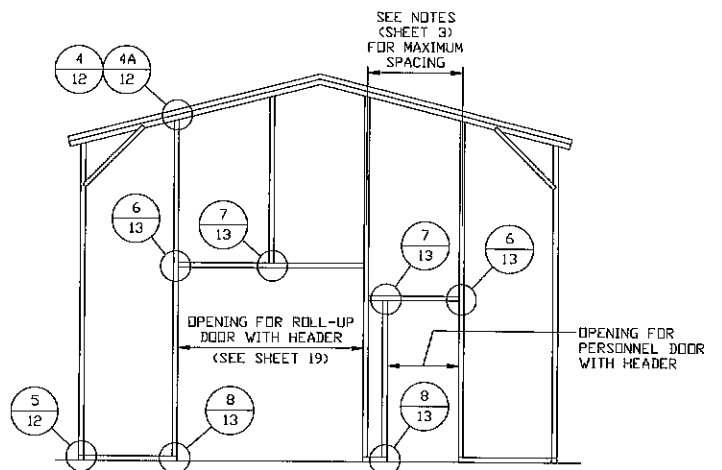 SEE NOTES
(SHEET 3)
FOR MAXIMUM
SPACING
4
12
4A
12
6
13
7
13
7
13
6
13
OPENING FOR ROLL-UP
DOOR WITH HEADER
(SEE SHEET 19)
OPENING FOR
PERSONNEL DOOR
WITH HEADER
5
12
8
13
8
13